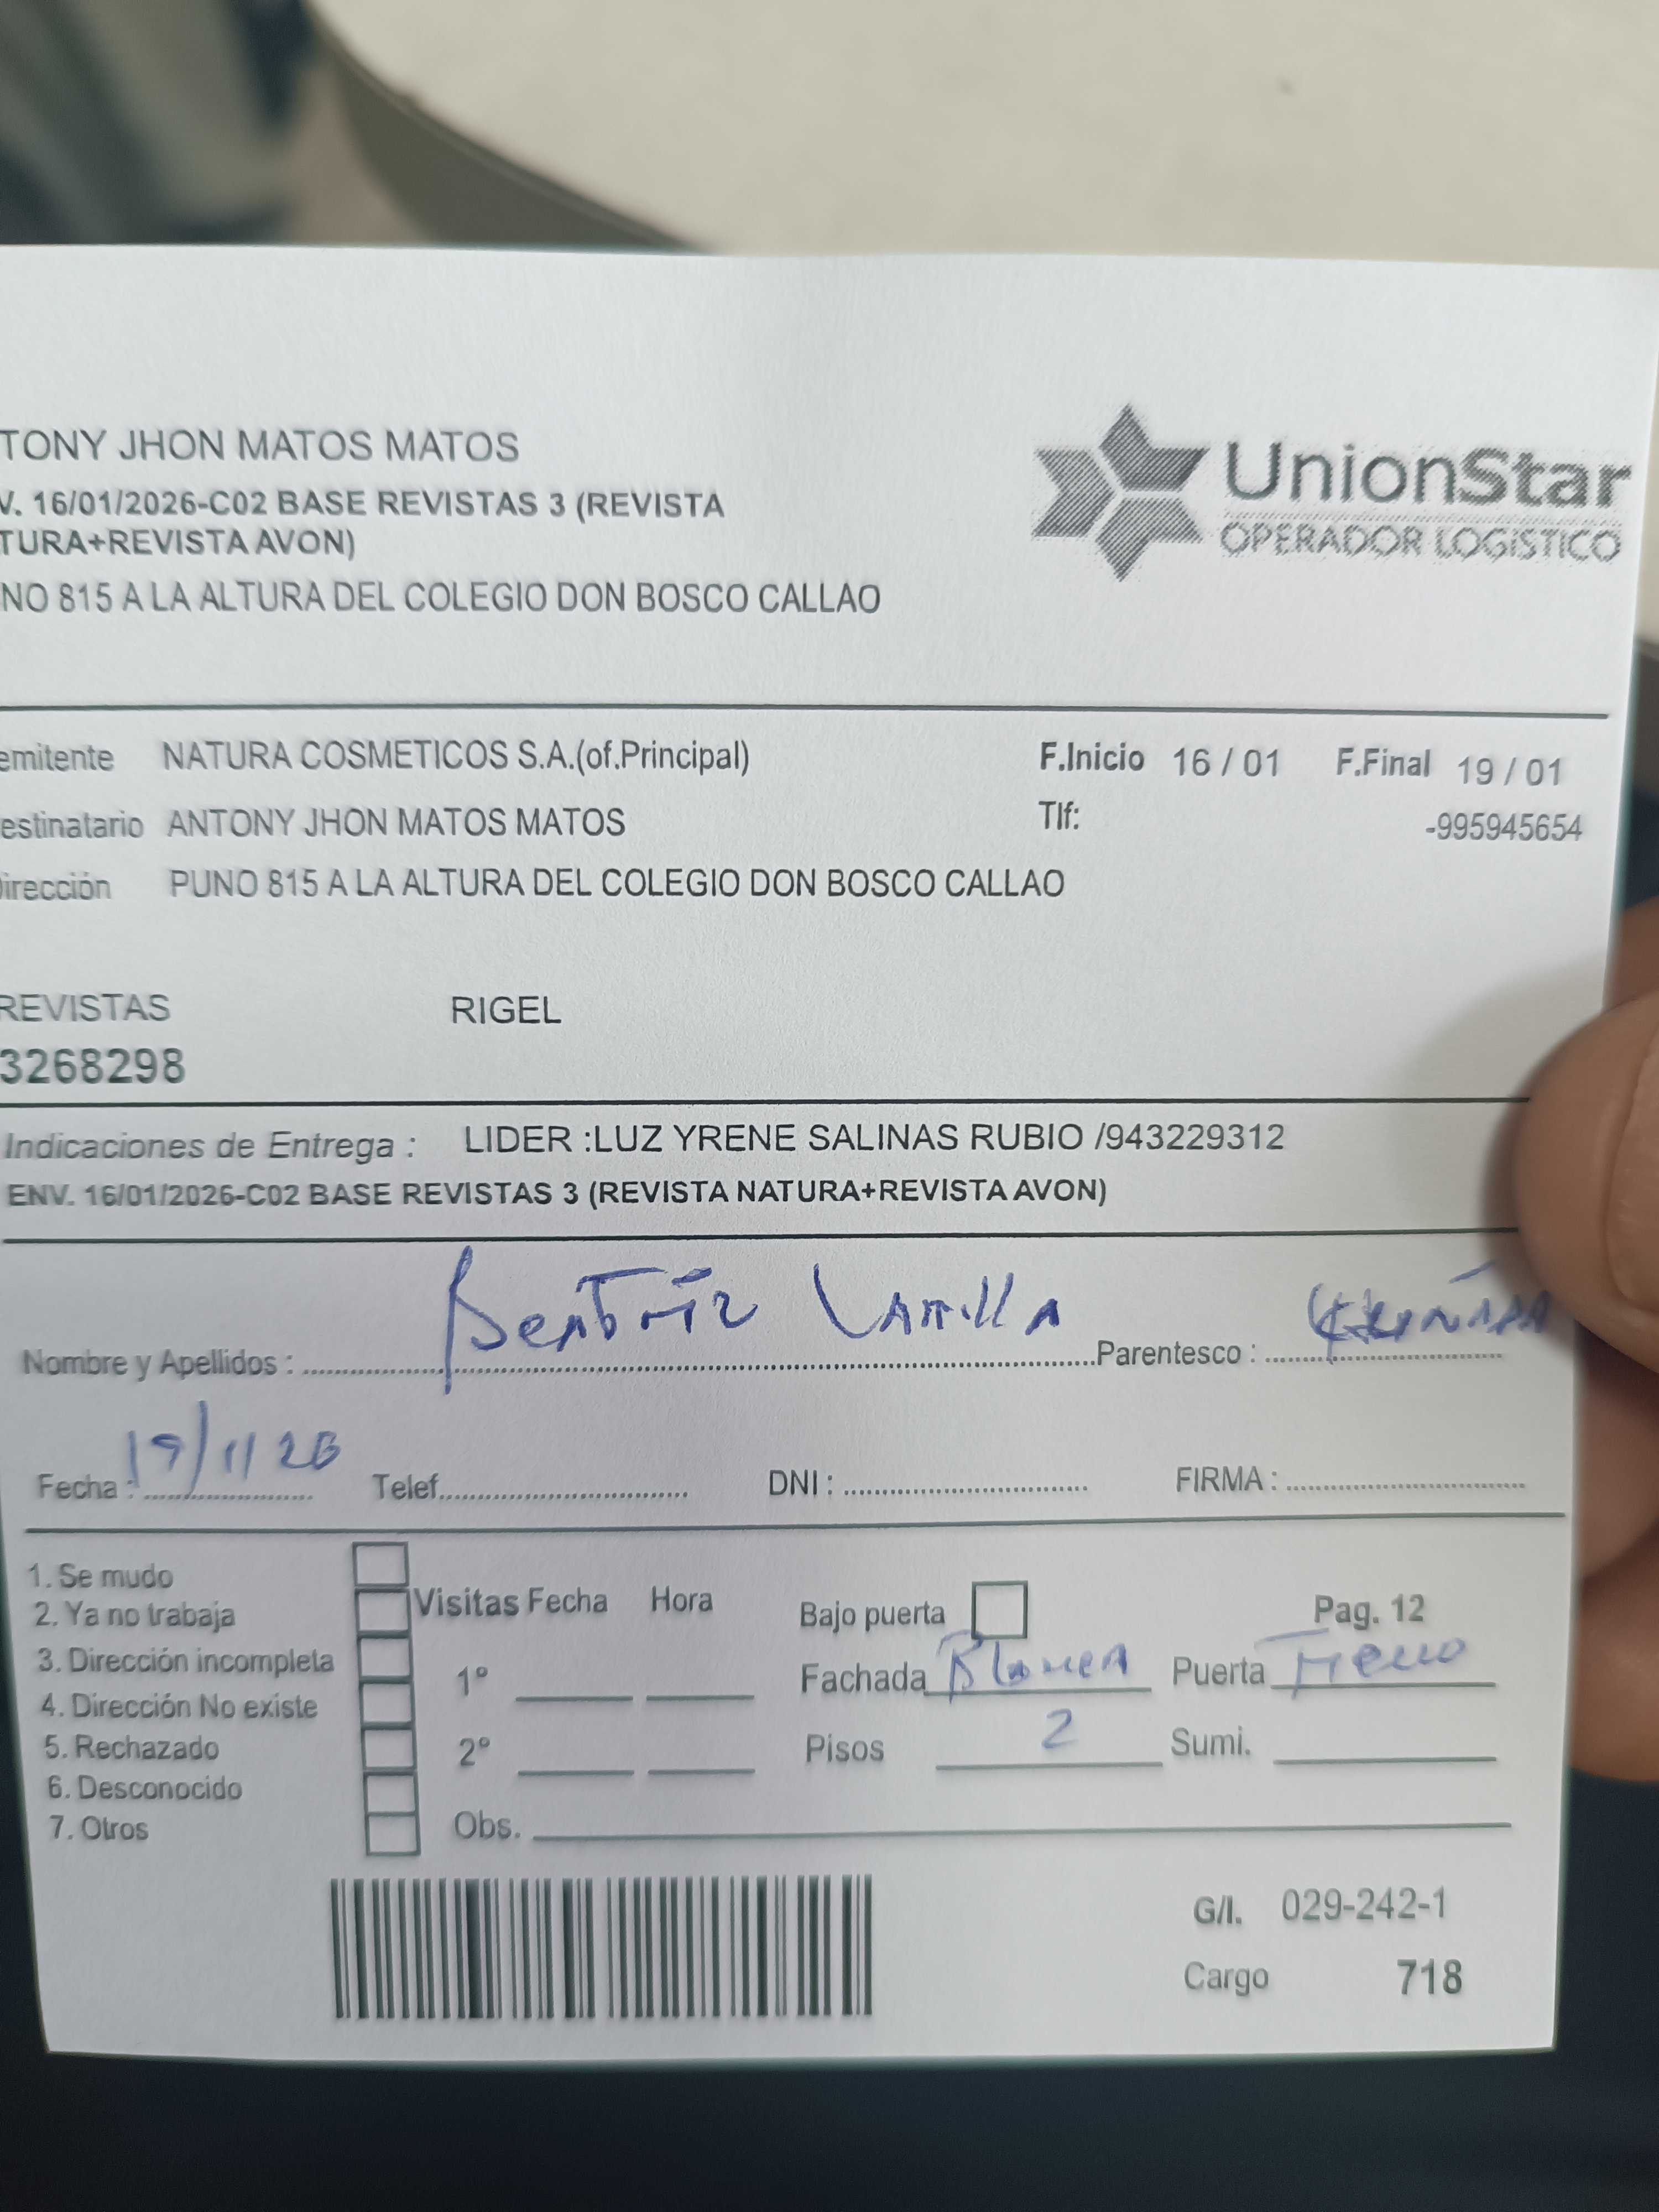 TONY JHON MATOS MATOS
V. 16/01/2026-C02 BASE REVISTAS 3 (REVISTA
TURA+REVISTA AVON)
NO 815 A LA ALTURA DEL COLEGIO DON BOSCO CALLAO
UnionStar
OPERADOR LOGÍSTICO
emitente NATURA COSMETICOS S.A.(of.Principal) F.Inicio 16 / 01 F.Final 19 / 01
estinatario ANTONY JHON MATOS MATOS Tlf: -995945654
irección PUNO 815 A LA ALTURA DEL COLEGIO DON BOSCO CALLAO
REVISTAS RIGEL
3268298
Indicaciones de Entrega : LIDER :LUZ YRENE SALINAS RUBIO /943229312
ENV. 16/01/2026-C02 BASE REVISTAS 3 (REVISTA NATURA+REVISTA AVON)
Nombre y Apellidos : Beatriz Parentesco :
Fecha : 19/1/26 Telef. DNI : FIRMA :
1. Se mudo
2. Ya no trabaja
3. Dirección incompleta
4. Dirección No existe
5. Rechazado
6. Desconocido
7. Otros
Visitas Fecha Hora
1º
2º
Obs.
Bajo puerta Pag. 12
Fachada Blanca Puerta Fierro
Pisos 2 Sumi.
G/I. 029-242-1
Cargo 718